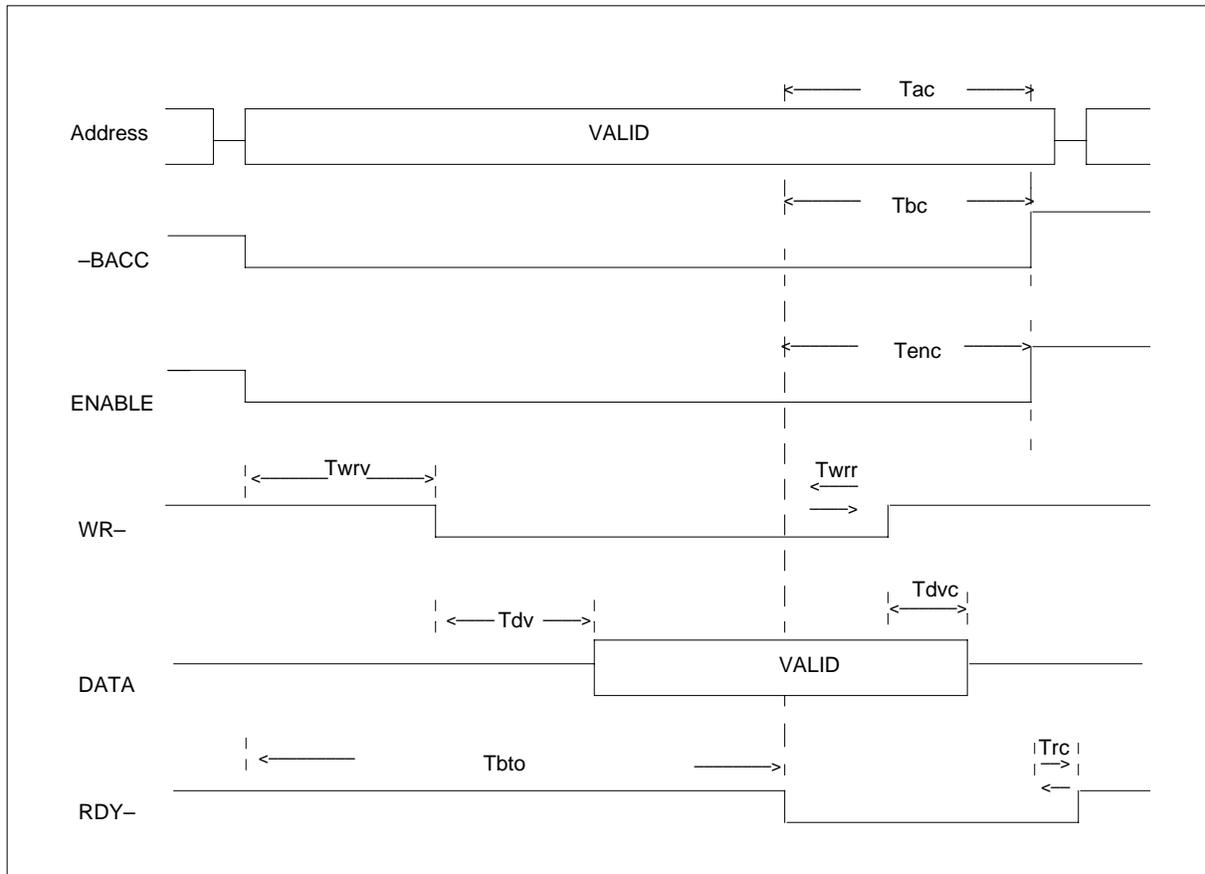 Tac
Address
VALID
Tbc
–BACC
Tenc
ENABLE
Twrv
Twrr
WR–
Tdvc
Tdv
VALID
DATA
Trc
Tbto
RDY–